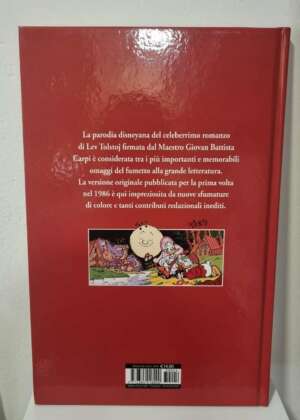 La parodia disneyana del celeberrimo romanzo
di Lev Tolstoj firmata dal Maestro Giovan Battista
Carpi è considerata tra i più importanti e memorabili
omaggi del fumetto alla grande letteratura.
La versione originale pubblicata per la prima volta
nel 1986 è qui impreziosita da nuove sfumature
di colore e tanti contributi redazionali inediti.